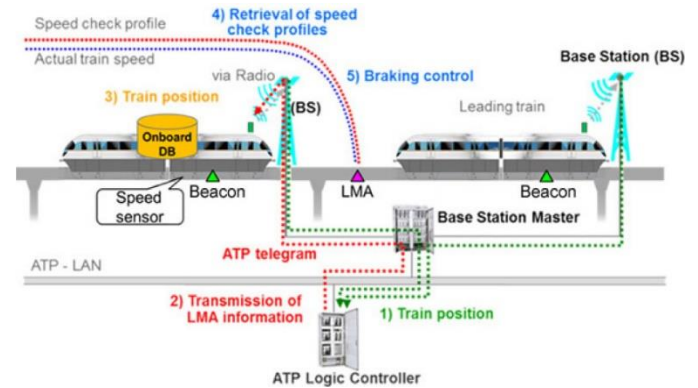 Speed check profile
4) Retrieval of speed
check profiles
Actual train speed
via Radio
(BS)
5) Braking control
Base Station (BS)
3) Train position
Leading train
Onboard
DB
Speed
sensor
Beacon
LMA
Beacon
Base Station Master
ATP telegram
ATP - LAN
2) Transmission of
LMA information
1) Train position
ATP Logic Controller